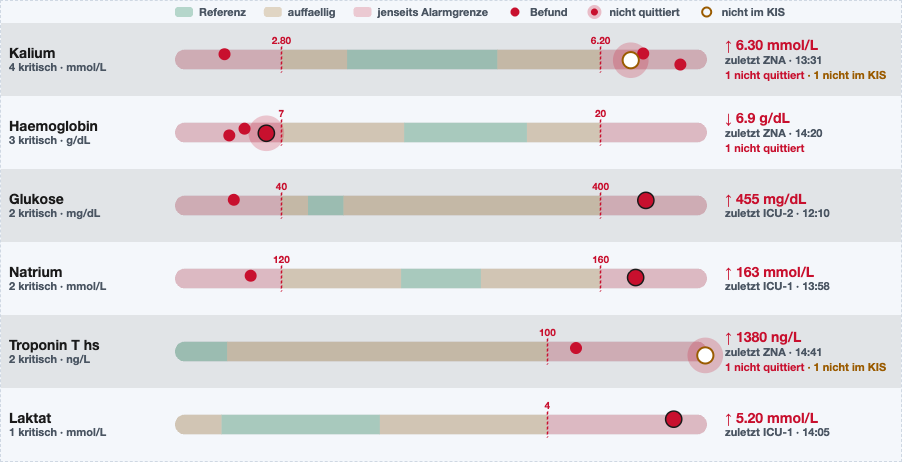 Referenz auffaellig jenseits Alarmgrenze Befund nicht quittiert nicht im KIS
Kalium
4 kritisch · mmol/L
2.80 6.20
↑ 6.30 mmol/L
zuletzt ZNA · 13:31
1 nicht quittiert · 1 nicht im KIS
Haemoglobin
3 kritisch · g/dL
7 20
↓ 6.9 g/dL
zuletzt ZNA · 14:20
1 nicht quittiert
Glukose
2 kritisch · mg/dL
40 400
↑ 455 mg/dL
zuletzt ICU-2 · 12:10
Natrium
2 kritisch · mmol/L
120 160
↑ 163 mmol/L
zuletzt ICU-1 · 13:58
Troponin T hs
2 kritisch · ng/L
100
↑ 1380 ng/L
zuletzt ZNA · 14:41
1 nicht quittiert · 1 nicht im KIS
Laktat
1 kritisch · mmol/L
4
↑ 5.20 mmol/L
zuletzt ICU-1 · 14:05